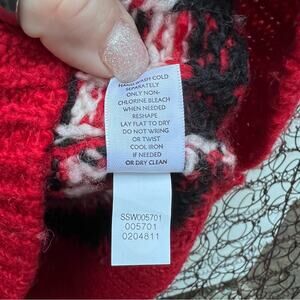 HAND WASH COLD
SEPARATELY
ONLY NON-
CHLORINE BLEACH
WHEN NEEDED
RESHAPE
LAY FLAT TO DRY
DO NOT WRING
OR TWIST
COOL IRON
IF NEEDED
OR DRY CLEAN
SSW005701
005701
0204811